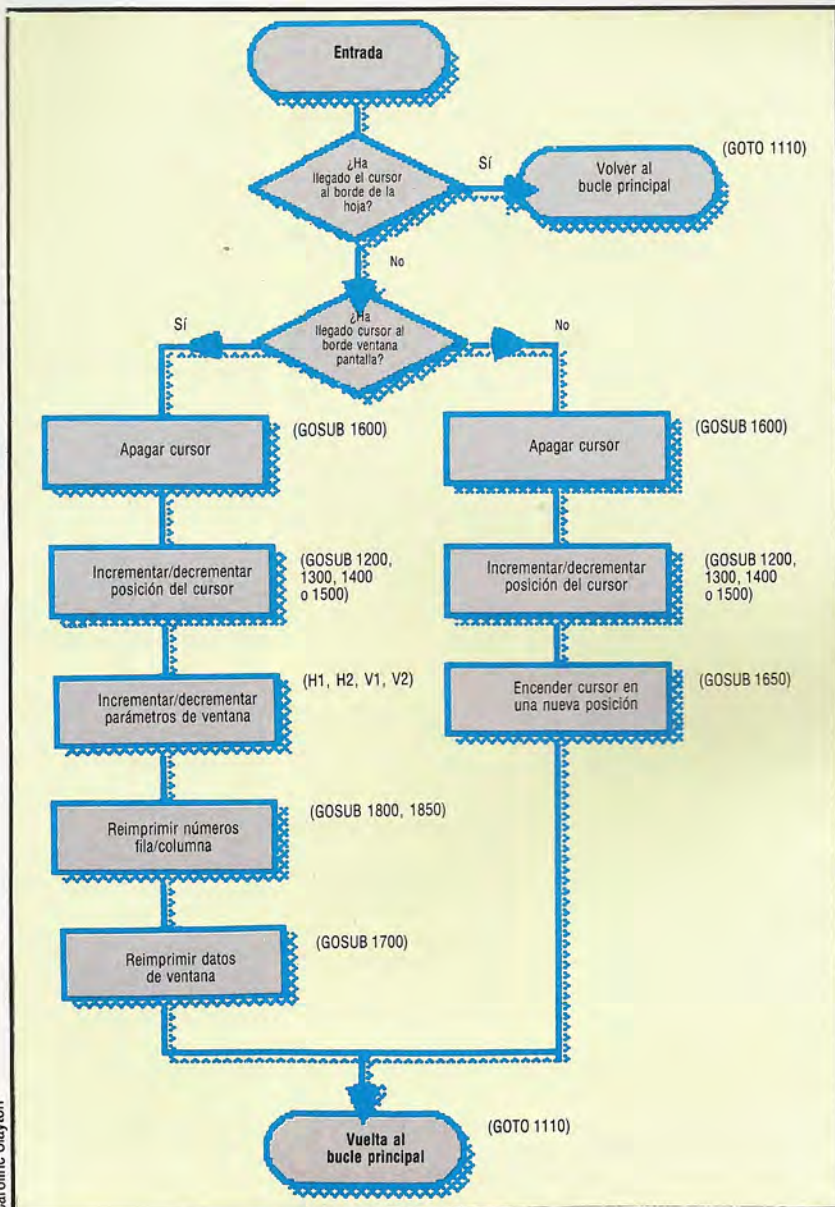 Entrada
¿Ha
llegado el cursor
al borde de la
hoja?
Sí
Volver al
bucle principal
(GOTO 1110)
No
¿Ha
llegado cursor al
borde ventana
pantalla?
Sí
No
Apagar cursor
(GOSUB 1600)
Apagar cursor
(GOSUB 1600)
Incrementar/decrementar
posición del cursor
(GOSUB 1200,
1300, 1400
o 1500)
Incrementar/decrementar
posición del cursor
(GOSUB 1200,
1300, 1400
o 1500)
Incrementar/decrementar
parámetros de ventana
(H1, H2, V1, V2)
Encender cursor en
una nueva posición
(GOSUB 1650)
Reimprimir números
fila/columna
(GOSUB 1800, 1850)
Reimprimir datos
de ventana
(GOSUB 1700)
Vuelta al
bucle principal
(GOTO 1110)
Clayton